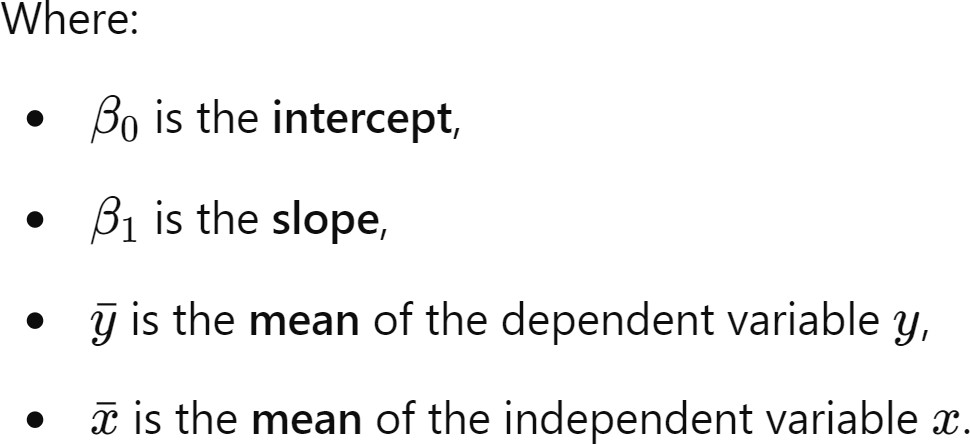 Where:
• β₀ is the intercept,
• β₁ is the slope,
• ȳ is the mean of the dependent variable y,
• x̄ is the mean of the independent variable x.